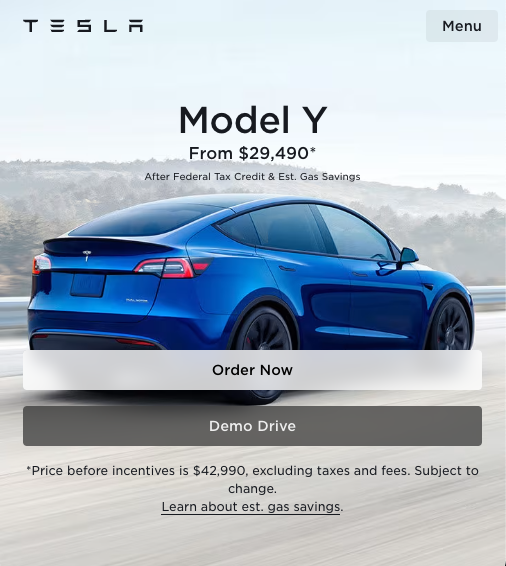 TESLA
Menu
Model Y
From $29,490*
After Federal Tax Credit & Est. Gas Savings
Order Now
Demo Drive
*Price before incentives is $42,990, excluding taxes and fees. Subject to
change.
Learn about est. gas savings.